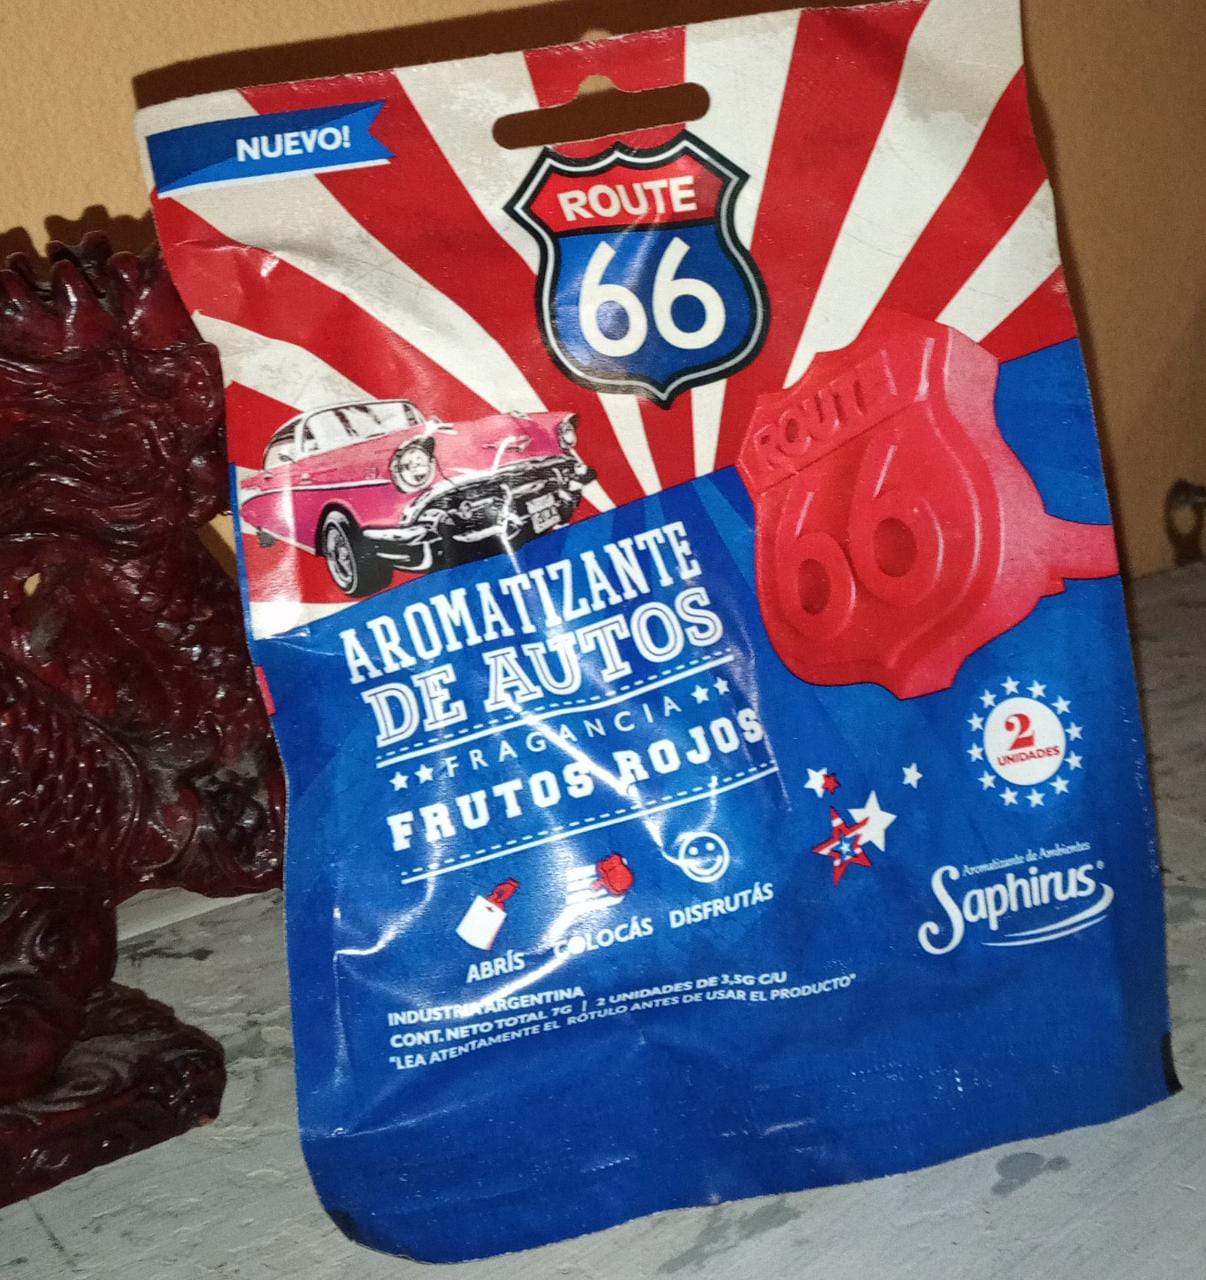 NUEVO!
ROUTE
66
ROUTE
66
AROMATIZANTE
DE AUTOS
FRAGANCIA
FRUTOS ROJOS
2
UNIDADES
ABRÍS
COLOCÁS
DISFRUTÁS
Aromatizante de Ambientes
Saphirus®
INDUSTRIA ARGENTINA
CONT. NETO TOTAL 7G | 2 UNIDADES DE 3,5G C/U
"LEA ATENTAMENTE EL RÓTULO ANTES DE USAR EL PRODUCTO"